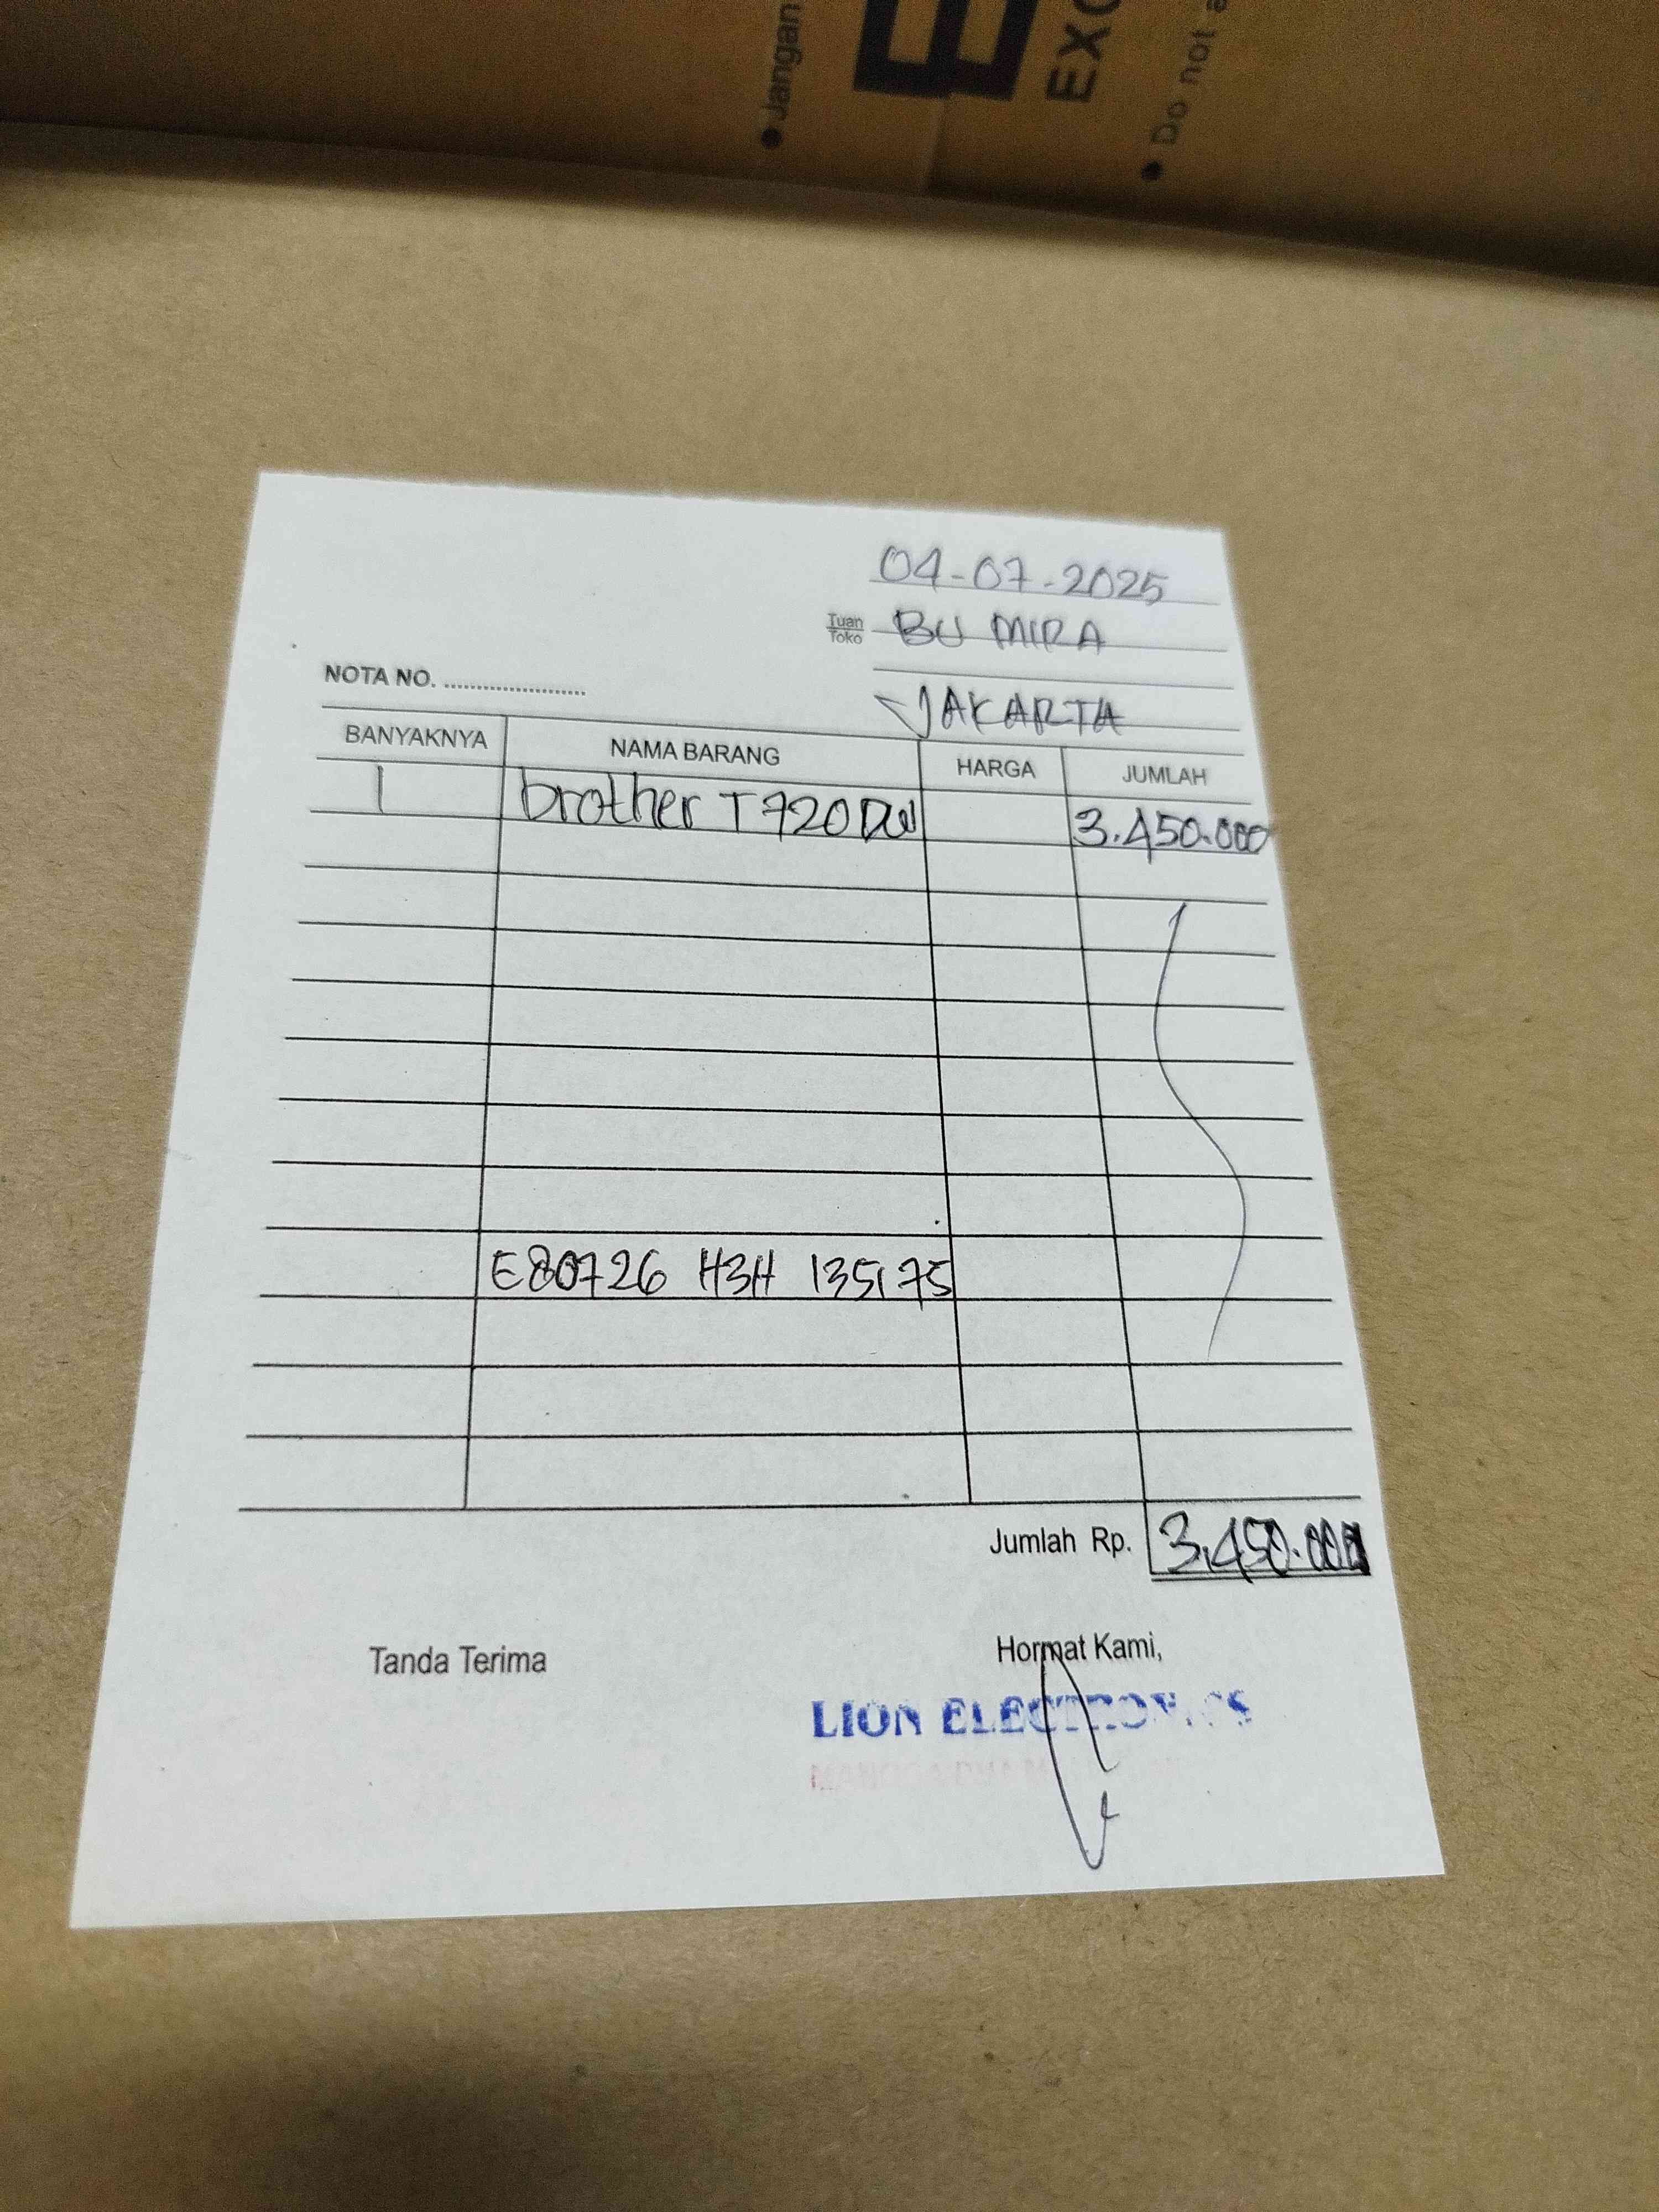 •Jangan
EXC
• Do not a
04-07-2025
Tuan
Toko
BU MIRA
JAKARTA
NOTA NO. ......................
BANYAKNYA NAMA BARANG HARGA JUMLAH
1 brother T720DW 3.450.000
E80726 H3H 135175
Jumlah Rp. 3.450.000
Tanda Terima Hormat Kami,
LION ELECTRONICS